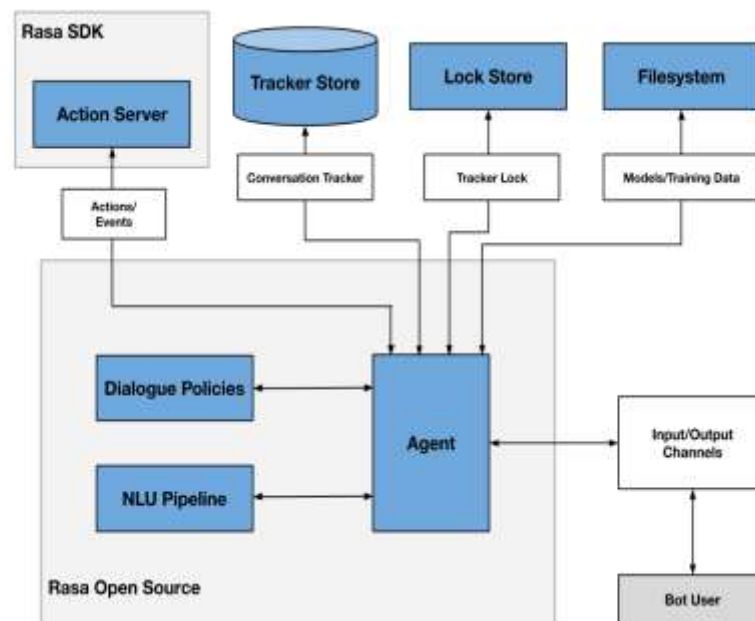 Rasa SDK
Action Server
Tracker Store
Lock Store
Filesystem
Actions/
Events
Conversation Tracker
Tracker Lock
Models/Training Data
Dialogue Policies
Agent
NLU Pipeline
Input/Output
Channels
Rasa Open Source
Bot User